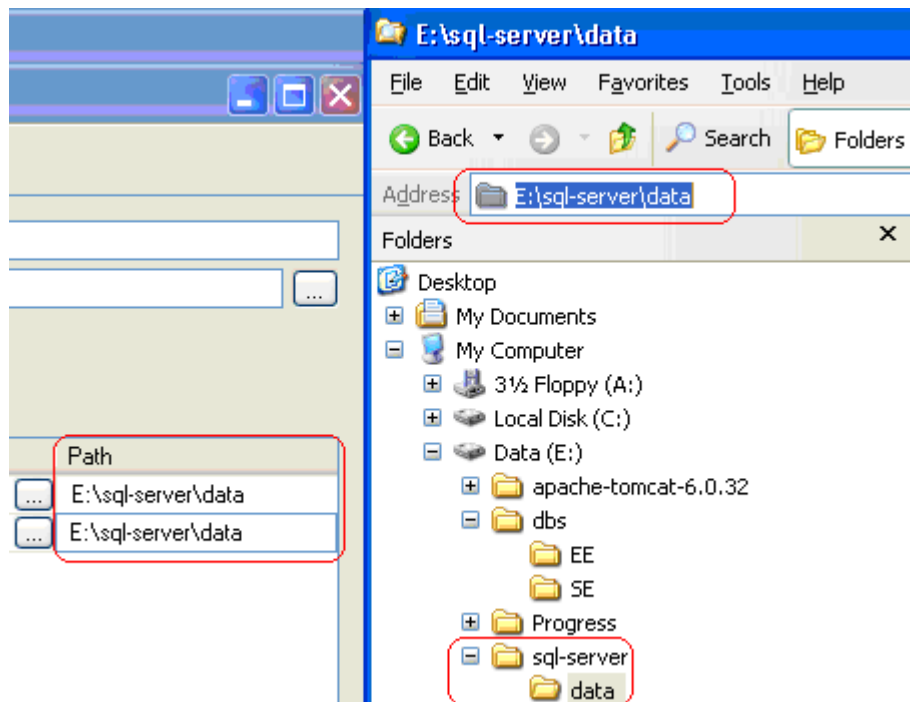 E:\sql-server\data
File Edit View Favorites Tools Help
Back Search Folders
Address E:\sql-server\data
Folders
...
Desktop
My Documents
My Computer
3½ Floppy (A:)
Local Disk (C:)
Path
Data (E:)
... E:\sql-server\data
apache-tomcat-6.0.32
... E:\sql-server\data
dbs
EE
SE
Progress
sql-server
data